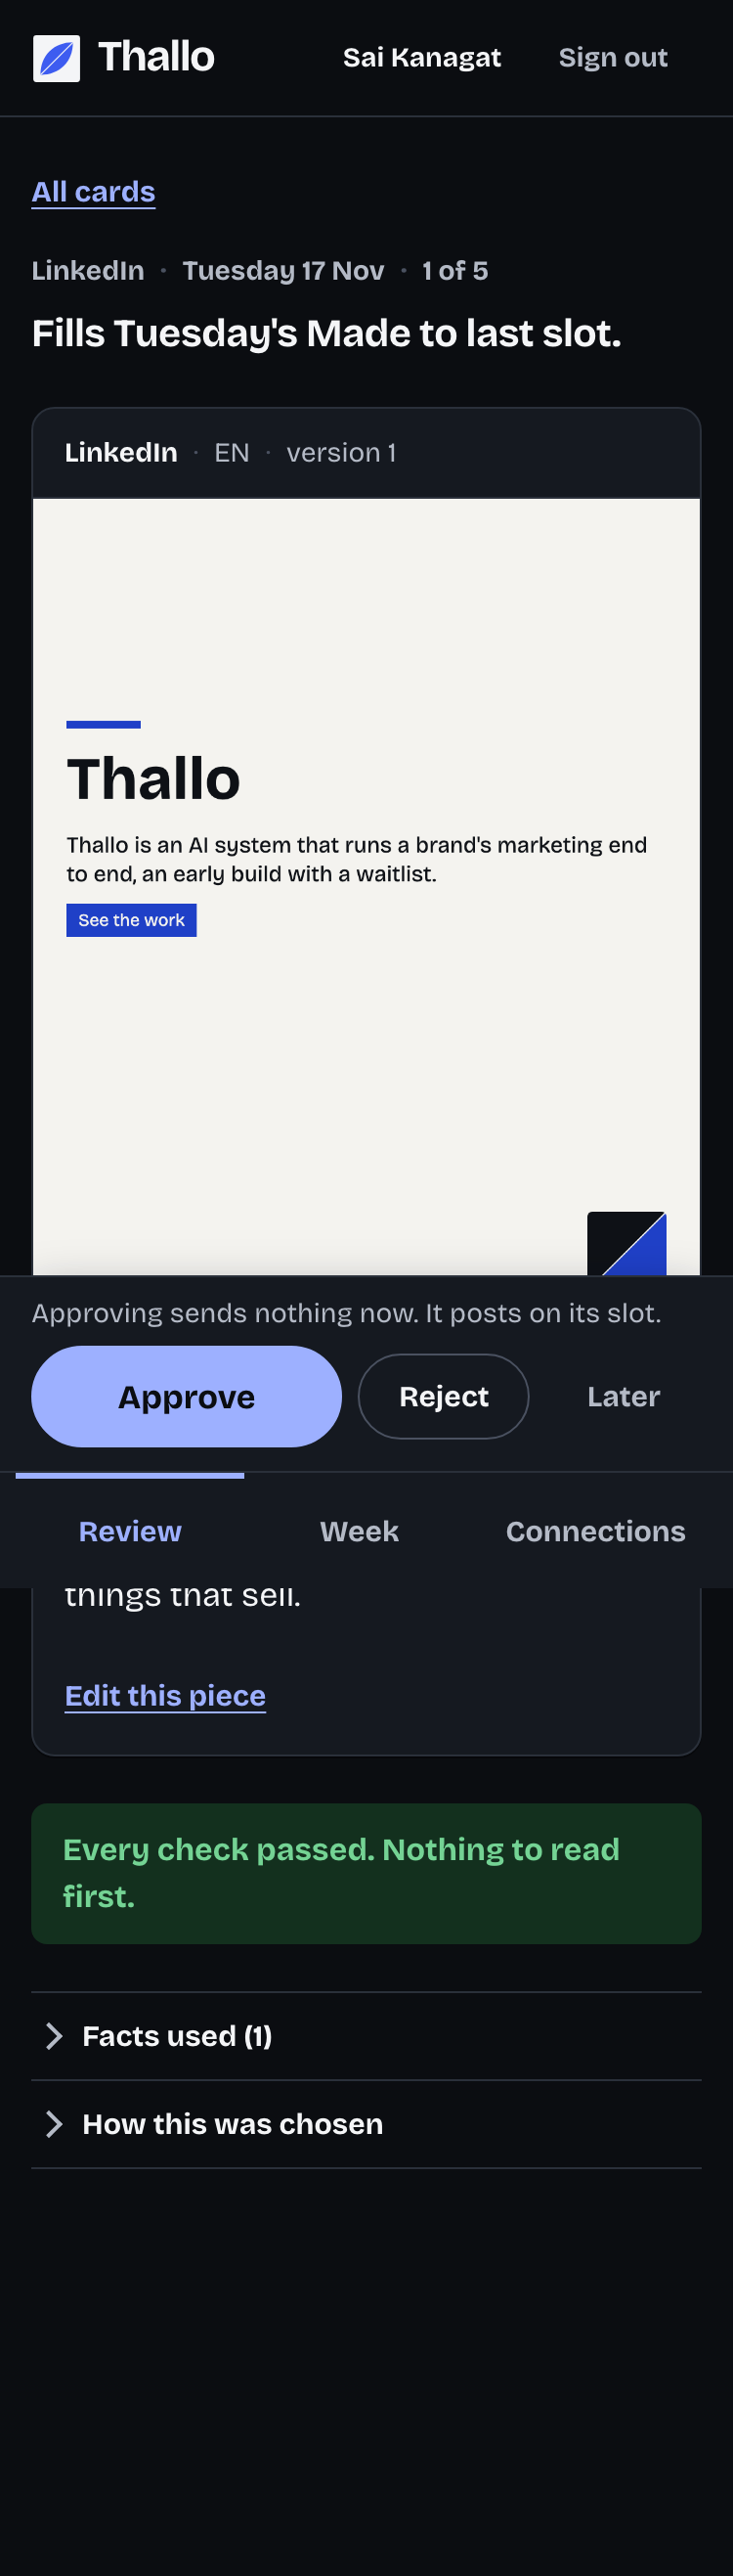 Thallo
Sai Kanagat
Sign out
All cards
LinkedIn · Tuesday 17 Nov · 1 of 5
Fills Tuesday's Made to last slot.
LinkedIn · EN · version 1
Thallo
Thallo is an AI system that runs a brand's marketing end
to end, an early build with a waitlist.
See the work
Approving sends nothing now. It posts on its slot.
Approve
Reject
Later
Review
Week
Connections
things that sell.
Edit this piece
Every check passed. Nothing to read
first.
Facts used (1)
How this was chosen